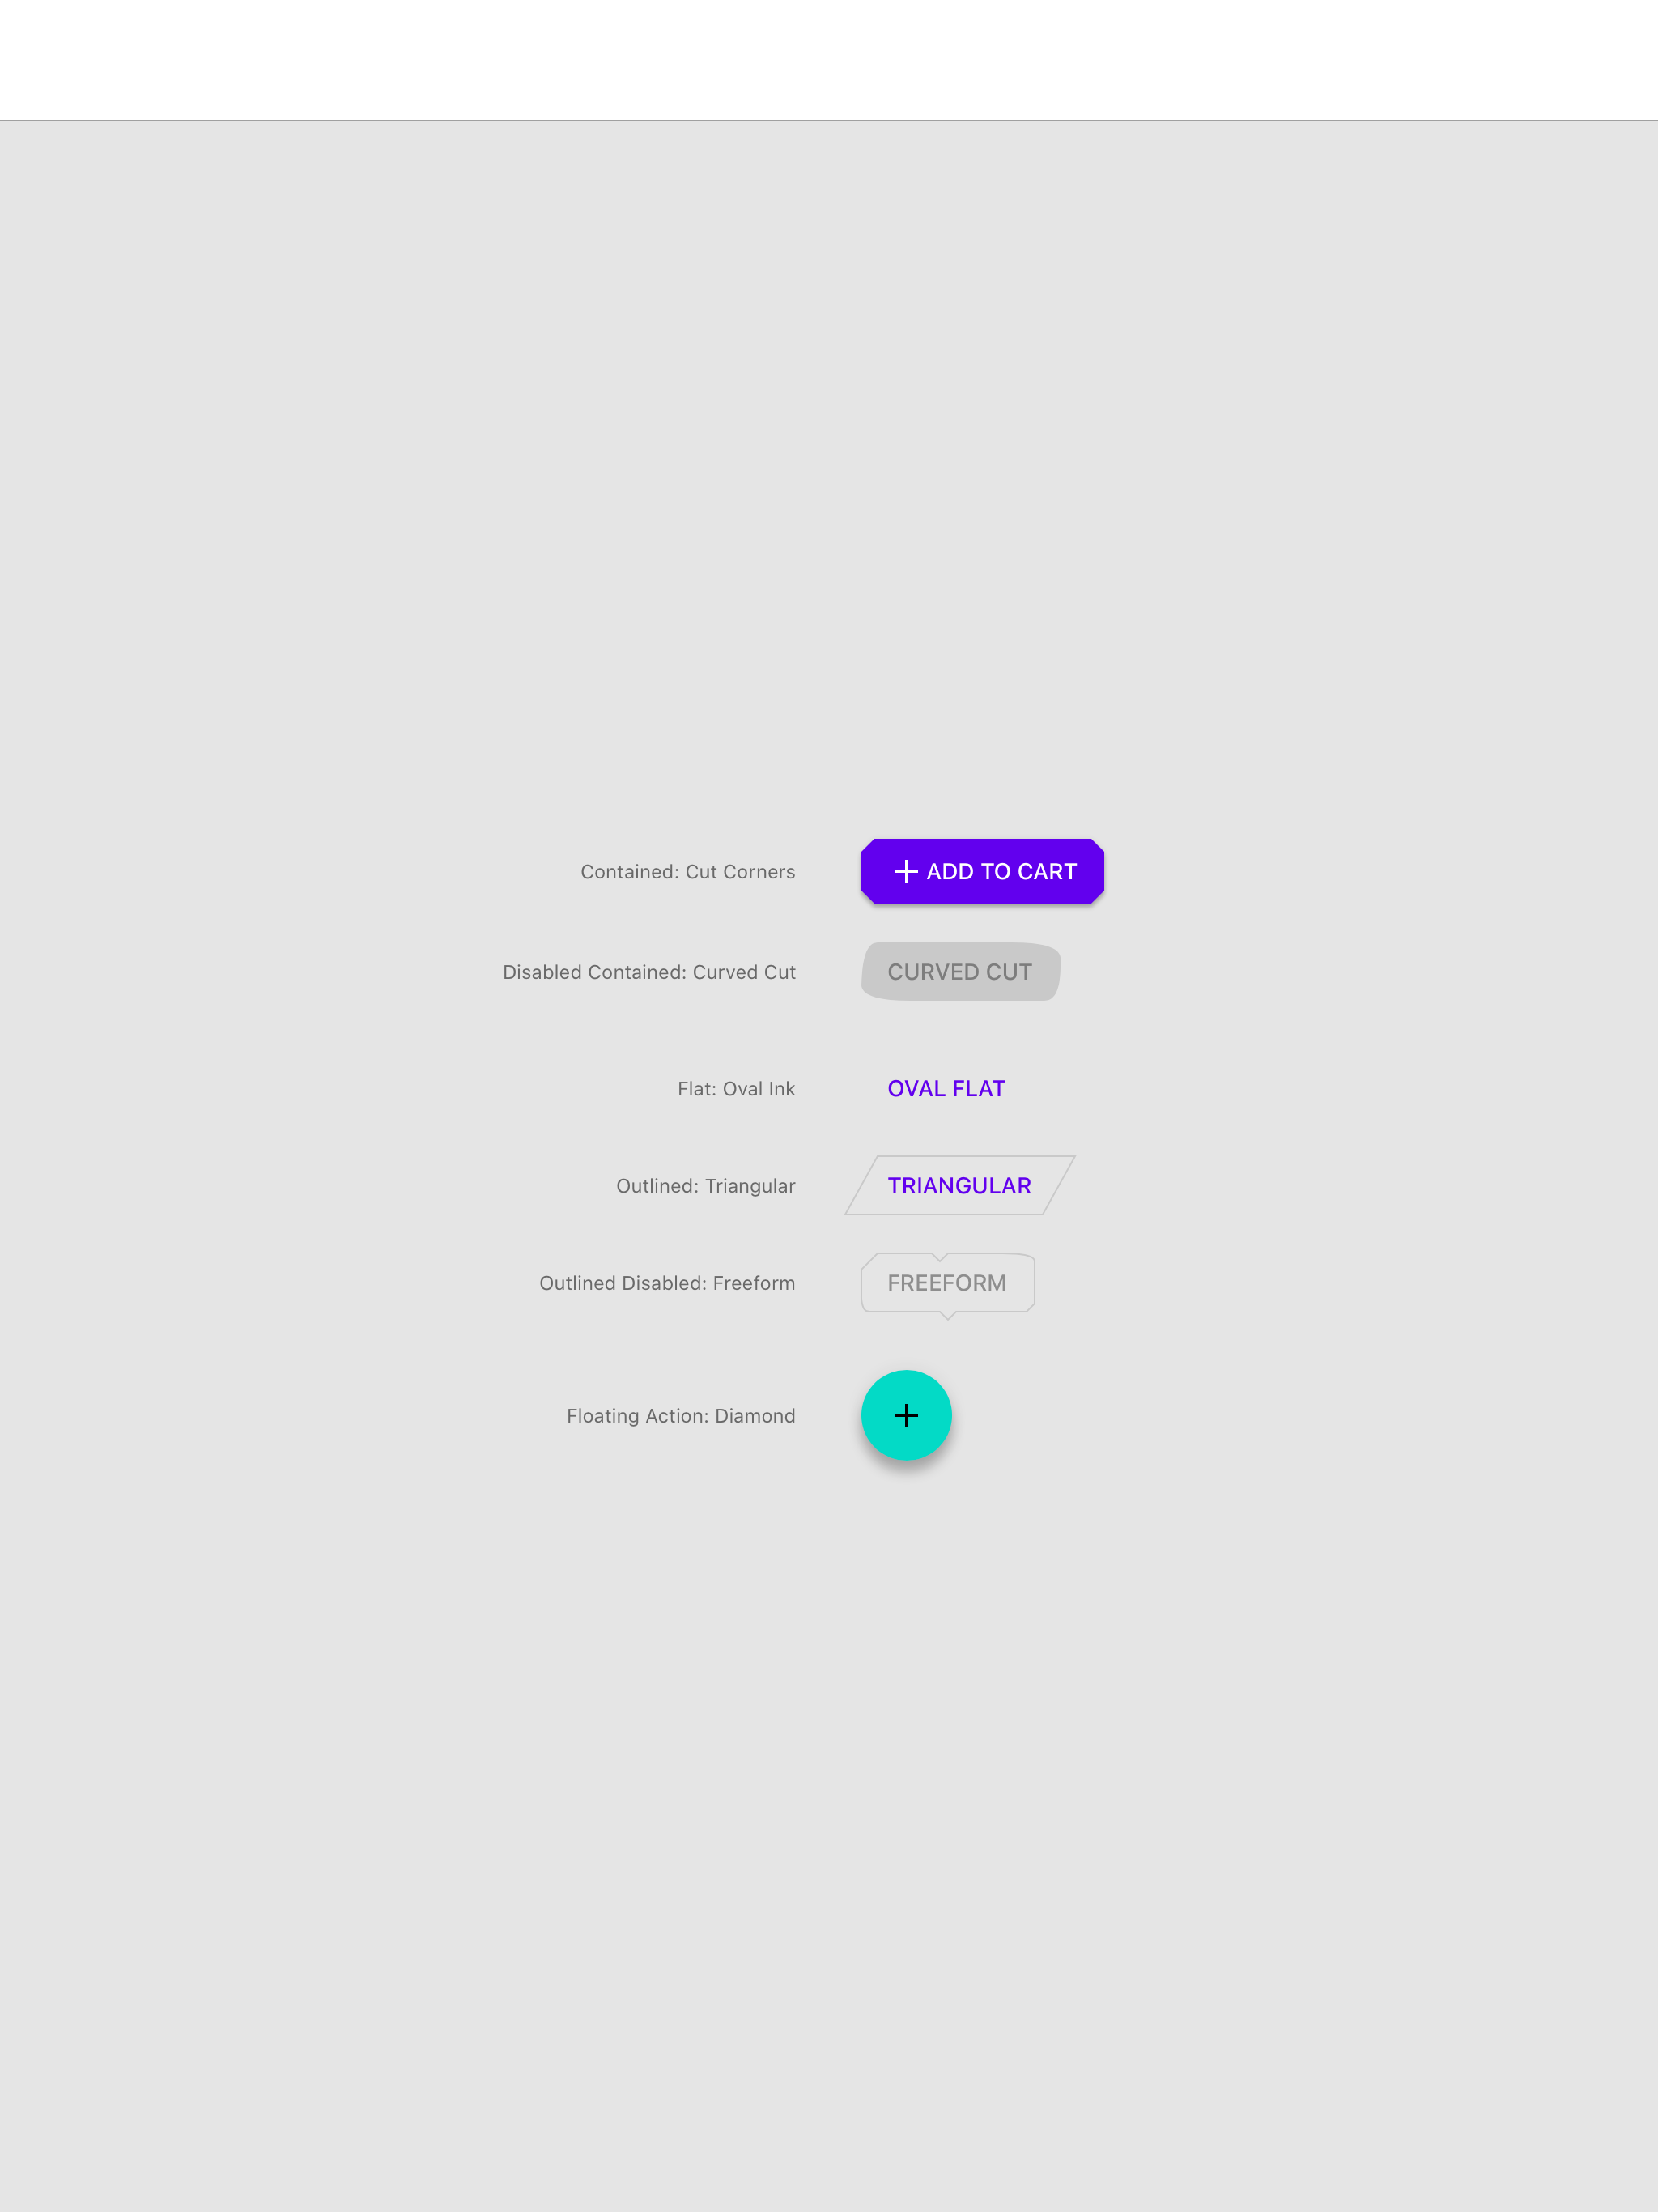 Contained: Cut Corners
ADD TO CART
Disabled Contained: Curved Cut
CURVED CUT
Flat: Oval Ink
OVAL FLAT
Outlined: Triangular
TRIANGULAR
Outlined Disabled: Freeform
FREEFORM
Floating Action: Diamond